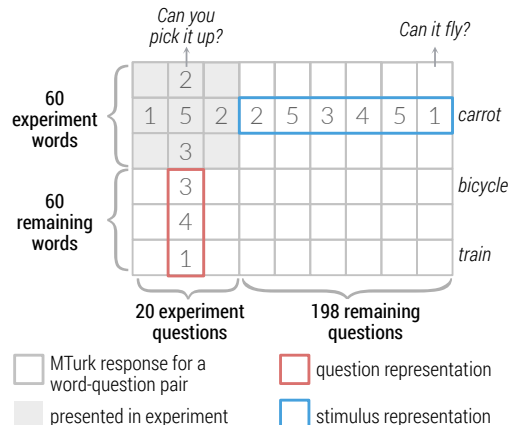 Can you
pick it up?
Can it fly?
60
experiment
words
2
1 5 2 2 5 3 4 5 1
carrot
3
60
remaining
words
3
bicycle
4
1
train
20 experiment
questions
198 remaining
questions
MTurk response for a
word-question pair
question representation
presented in experiment
stimulus representation